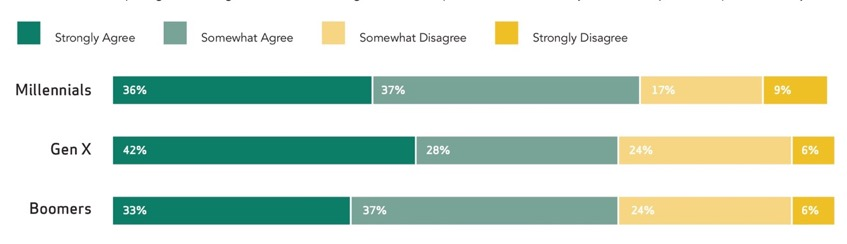 Strongly Agree Somewhat Agree Somewhat Disagree Strongly Disagree
Millennials 36% 37% 17% 9%
Gen X 42% 28% 24% 6%
Boomers 33% 37% 24% 6%